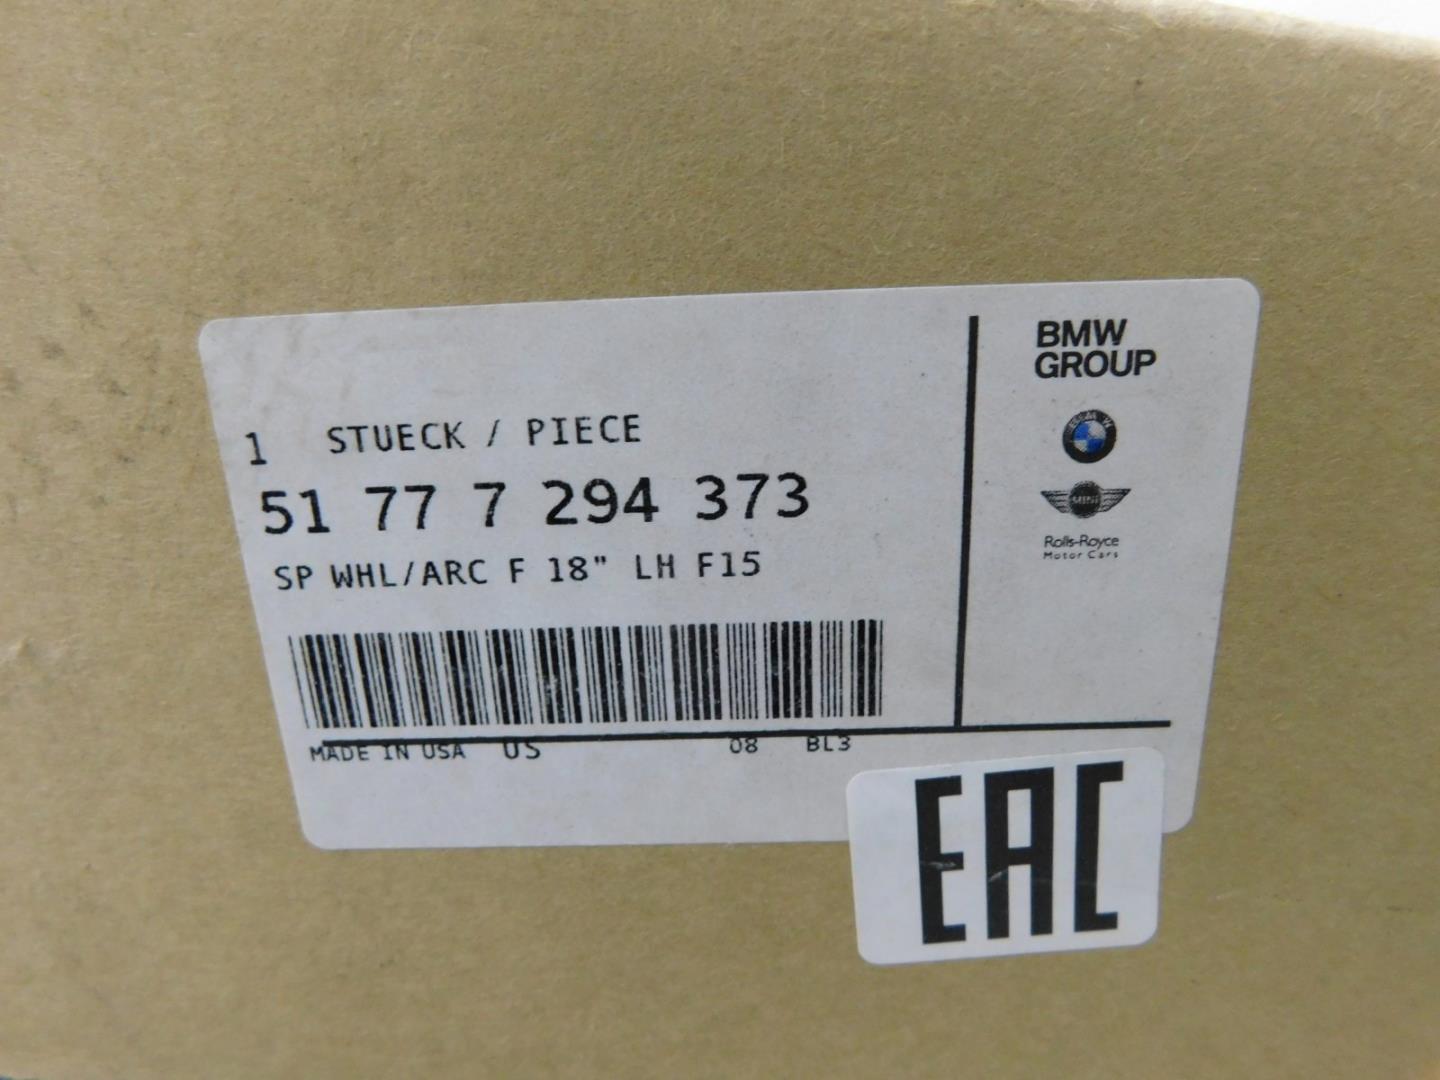 1 STUECK / PIECE
51 77 7 294 373
SP WHL/ARC F 18" LH F15
MADE IN USA US 08 BL3
BMW
GROUP
MINI
Rolls-Royce
Motor Cars
EAC